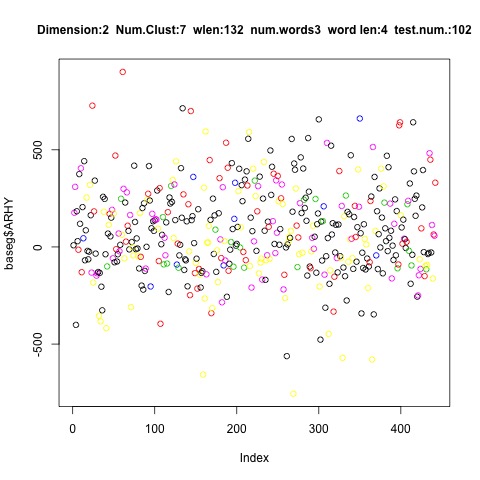 Dimension:2 Num.Clust:7 wlen:132 num.words3 word len:4 test.num.:102
500
0
-500
baseg$ARHY
0 100 200 300 400
Index